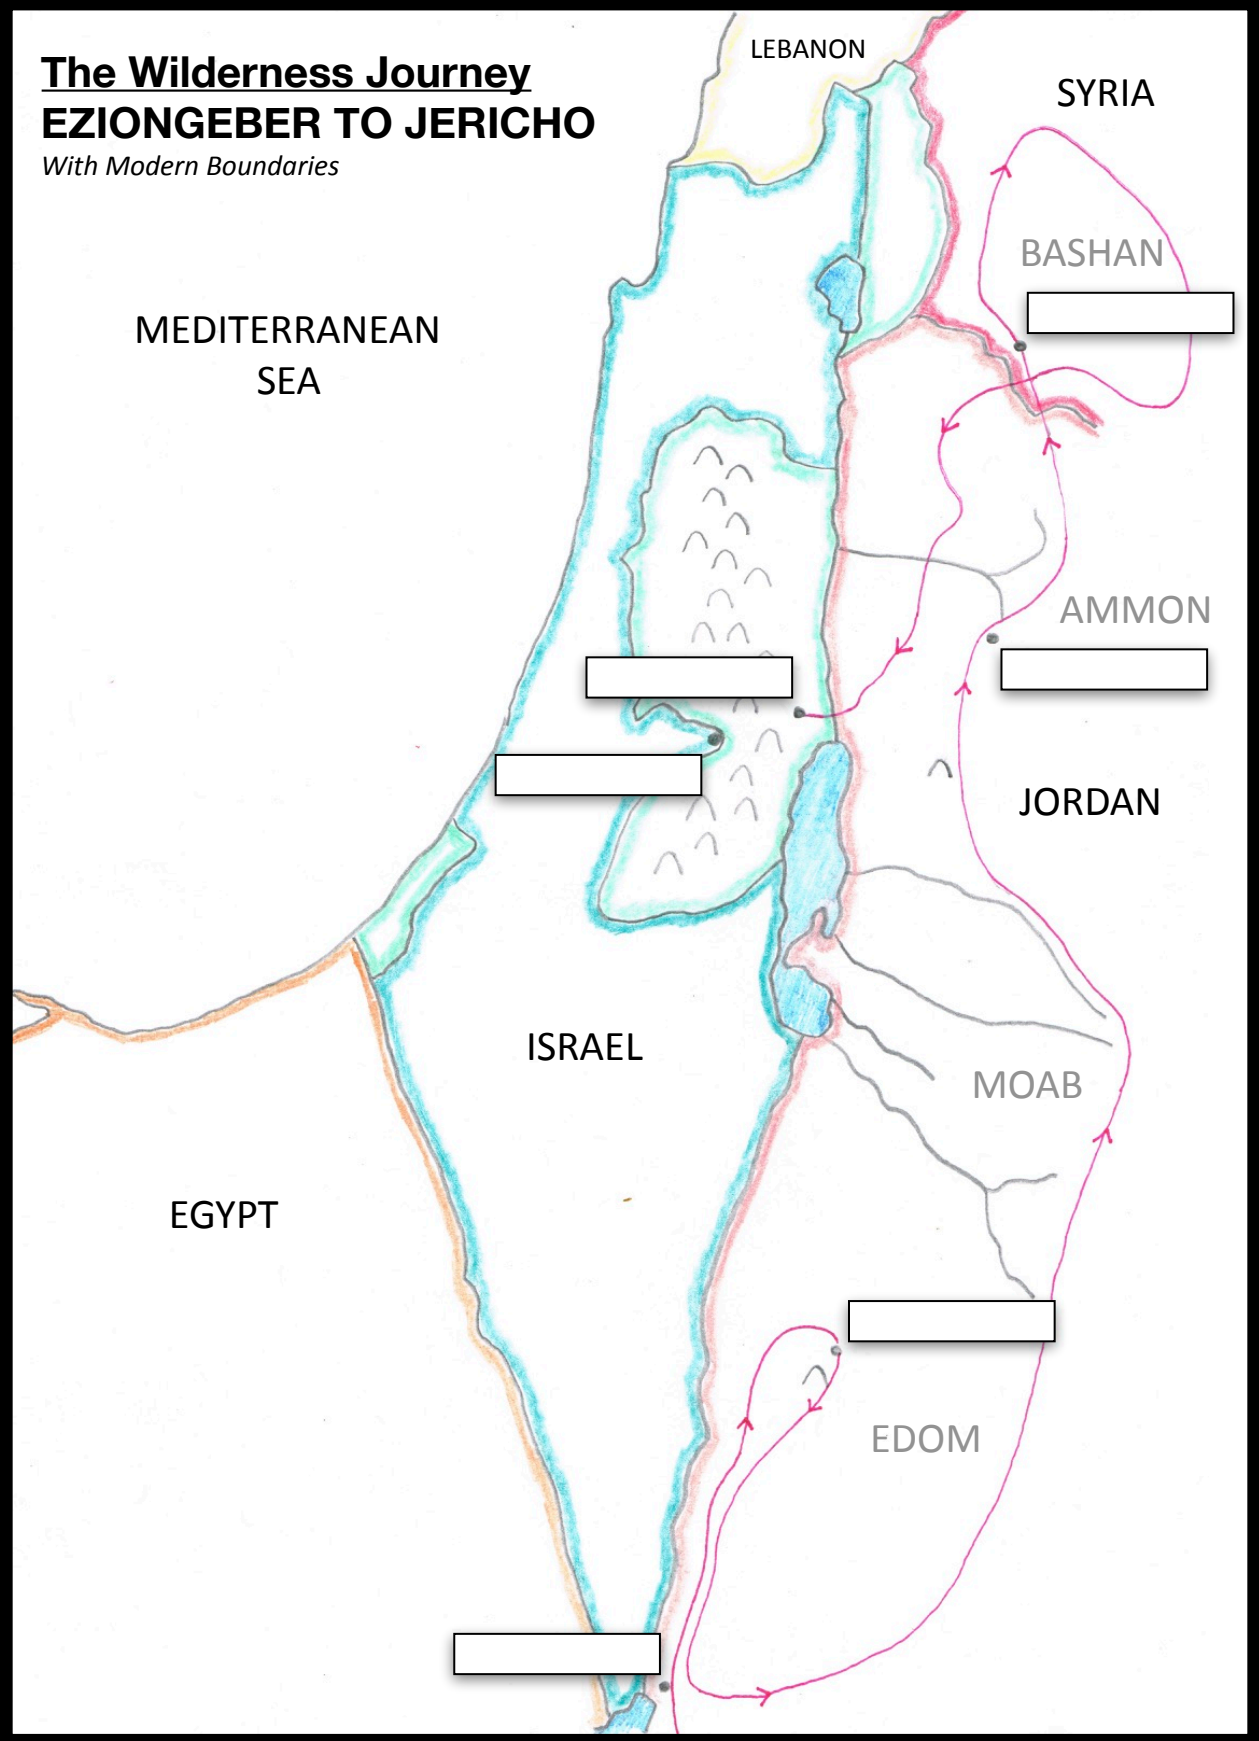 The Wilderness Journey
EZIONGEBER TO JERICHO
With Modern Boundaries
LEBANON
SYRIA
BASHAN
MEDITERRANEAN
SEA
AMMON
JORDAN
ISRAEL
MOAB
EGYPT
EDOM